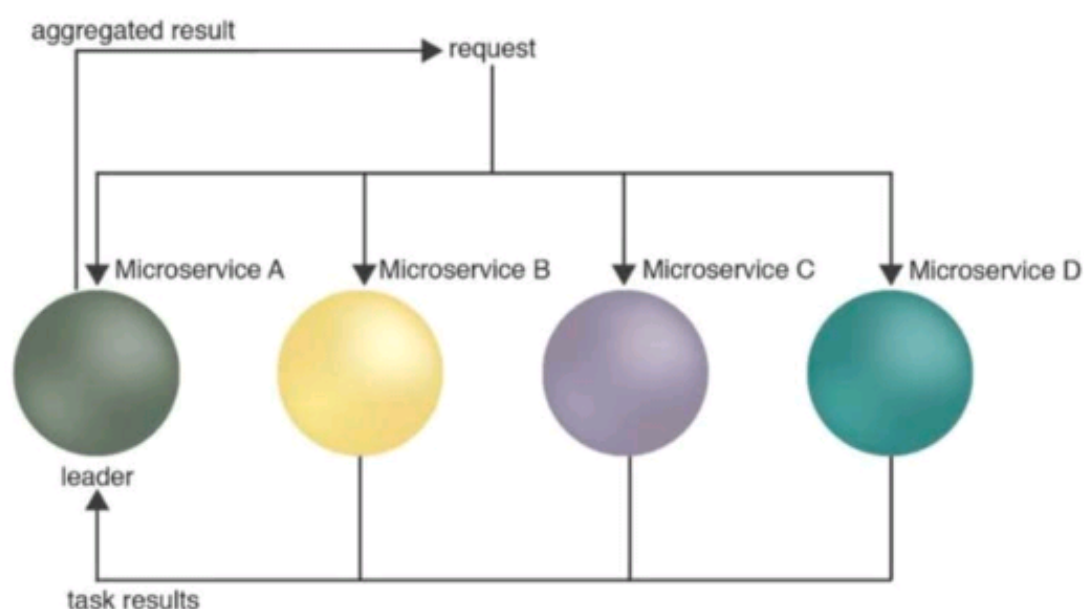 aggregated result
request
Microservice A
Microservice B
Microservice C
Microservice D
leader
task results